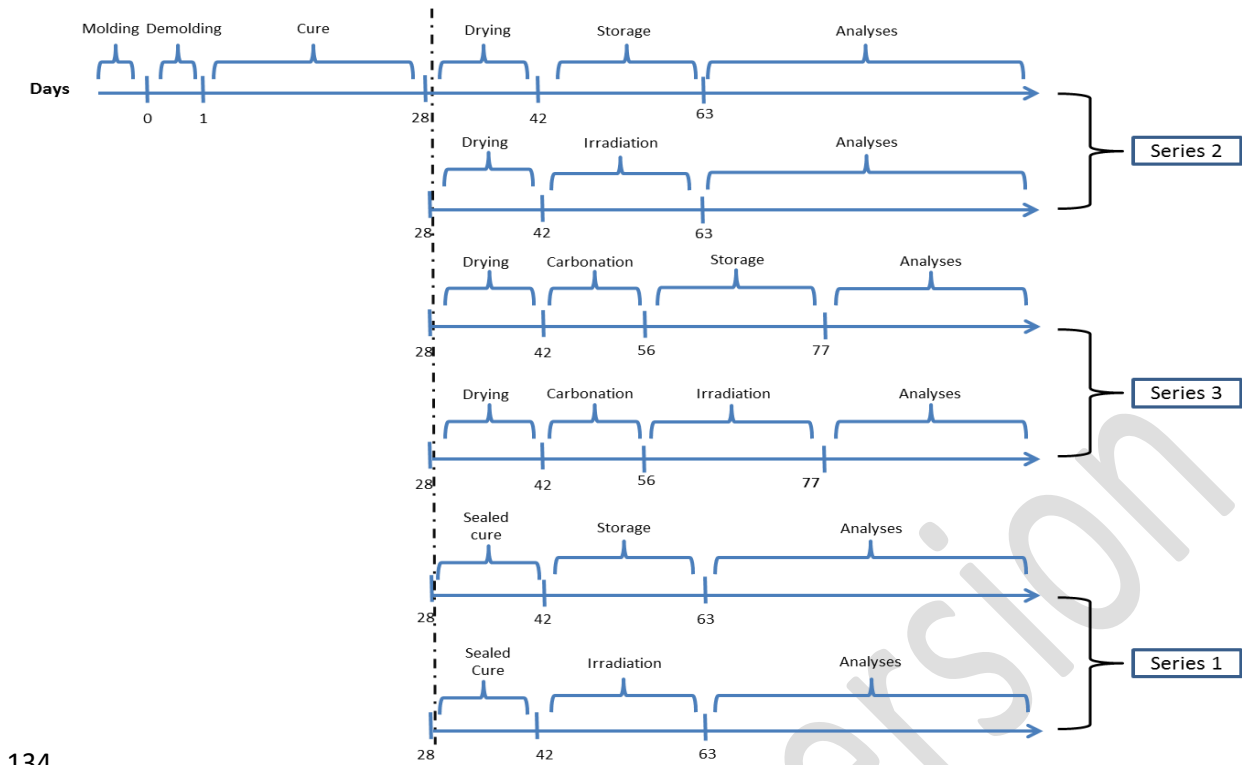 Molding Demolding Cure Drying Storage Analyses
Days
0 1 28 42 63
Drying Irradiation Analyses
Series 2
28 42 63
Drying Carbonation Storage Analyses
28 42 56 77
Series 3
Drying Carbonation Irradiation Analyses
28 42 56 77
Sealed
cure Storage Analyses
28 42 63
Sealed
Cure Irradiation Analyses
Series 1
28 42 63
134
ersion